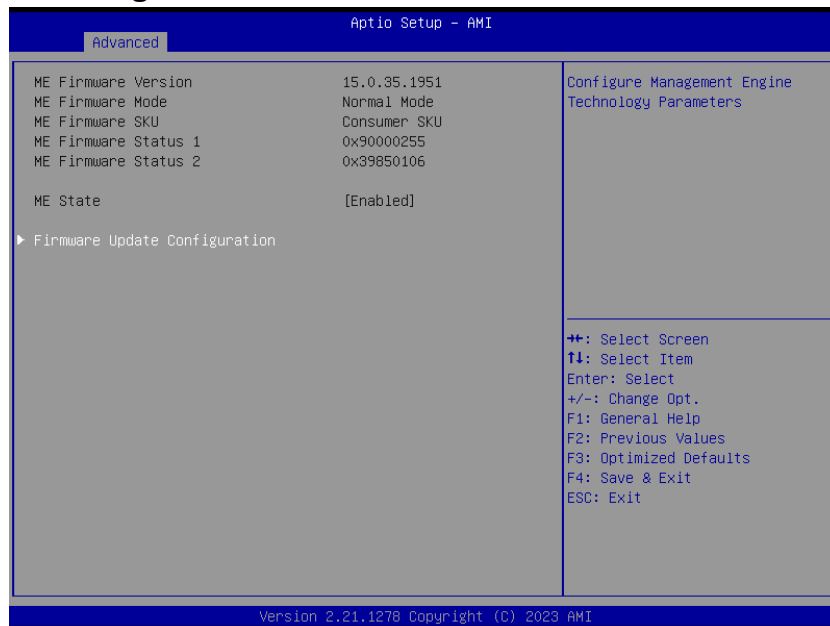 Aptio Setup – AMI
Advanced
ME Firmware Version 15.0.35.1951
ME Firmware Mode Normal Mode
ME Firmware SKU Consumer SKU
ME Firmware Status 1 0x90000255
ME Firmware Status 2 0x39850106
ME State [Enabled]
▶ Firmware Update Configuration
Configure Management Engine
Technology Parameters
→←: Select Screen
↑↓: Select Item
Enter: Select
+/-: Change Opt.
F1: General Help
F2: Previous Values
F3: Optimized Defaults
F4: Save & Exit
ESC: Exit
Version 2.21.1278 Copyright (C) 2023 AMI